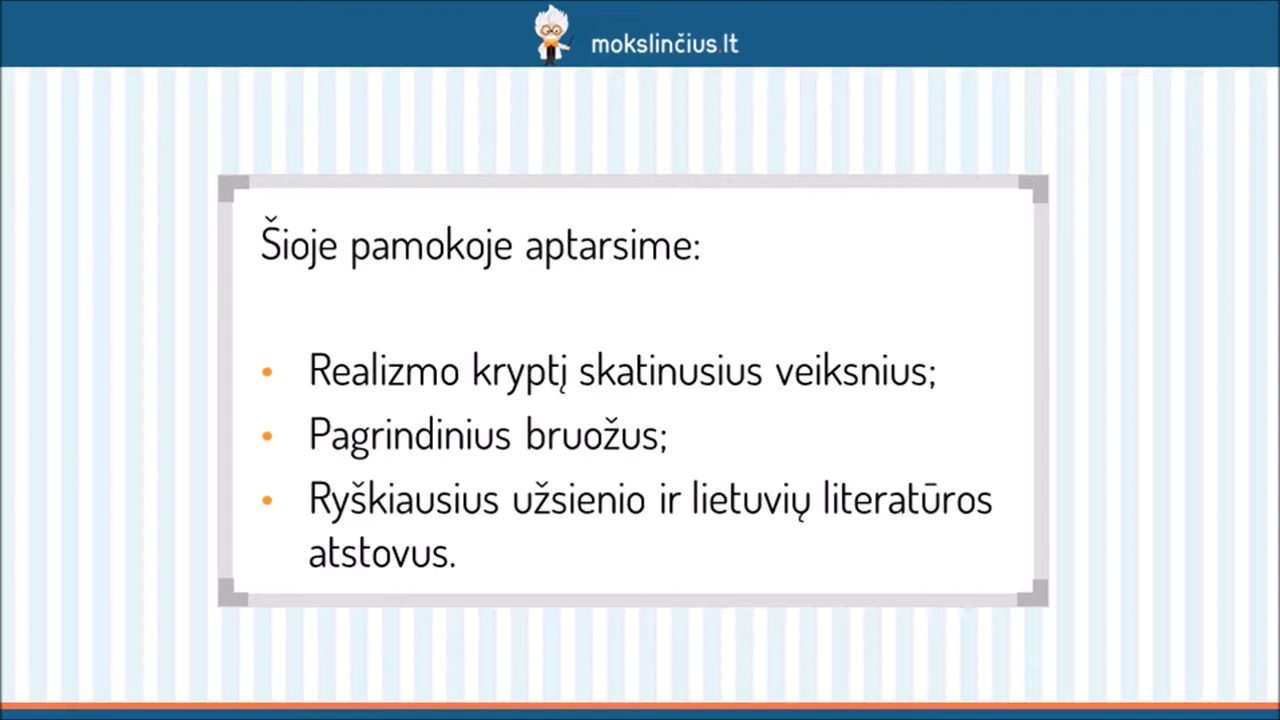 mokslinčius.lt
Šioje pamokoje aptarsime:
• Realizmo kryptį skatinusius veiksnius;
• Pagrindinius bruožus;
• Ryškiausius užsienio ir lietuvių literatūros
atstovus.